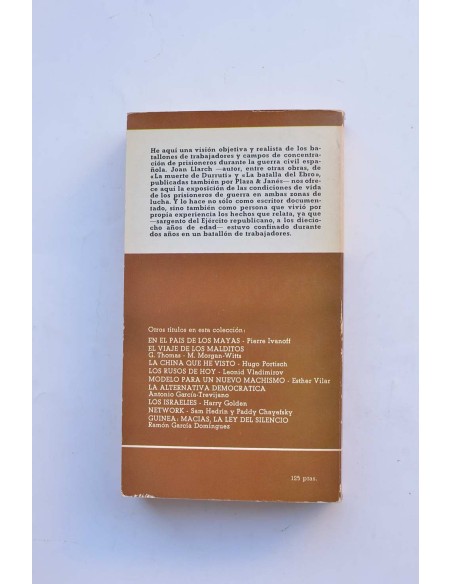 He aquí una visión objetiva y realista de los ba-
tallones de trabajadores y campos de concentra-
ción de prisioneros durante la guerra civil espa-
ñola. Joan Llarch —autor, entre otras obras, de
«La muerte de Durruti» y «La batalla del Ebro»,
publicadas también por Plaza & Janés— nos ofre-
ce aquí la exposición de las condiciones de vida
de los prisioneros de guerra en ambas zonas de
lucha. Y lo hace no sólo como escritor documen-
tado, sino también como persona que vivió por
propia experiencia los hechos que relata, ya que
—sargento del Ejército republicano, a los diecio-
cho años de edad— estuvo confinado durante
dos años en un batallón de trabajadores.
Otros títulos en esta colección:
EN EL PAIS DE LOS MAYAS - Pierre Ivanoff
EL VIAJE DE LOS MALDITOS
G. Thomas - M. Morgan-Witts
LA CHINA QUE HE VISTO - Hugo Portisch
LOS RUSOS DE HOY - Leonid Vladimirov
MODELO PARA UN NUEVO MACHISMO - Esther Vilar
LA ALTERNATIVA DEMOCRATICA
Antonio García-Trevijano
LOS ISRAELIES - Harry Golden
NETWORK - Sam Hedrin y Paddy Chayefsky
GUINEA: MACIAS, LA LEY DEL SILENCIO
Ramón García Domínguez
125 ptas.